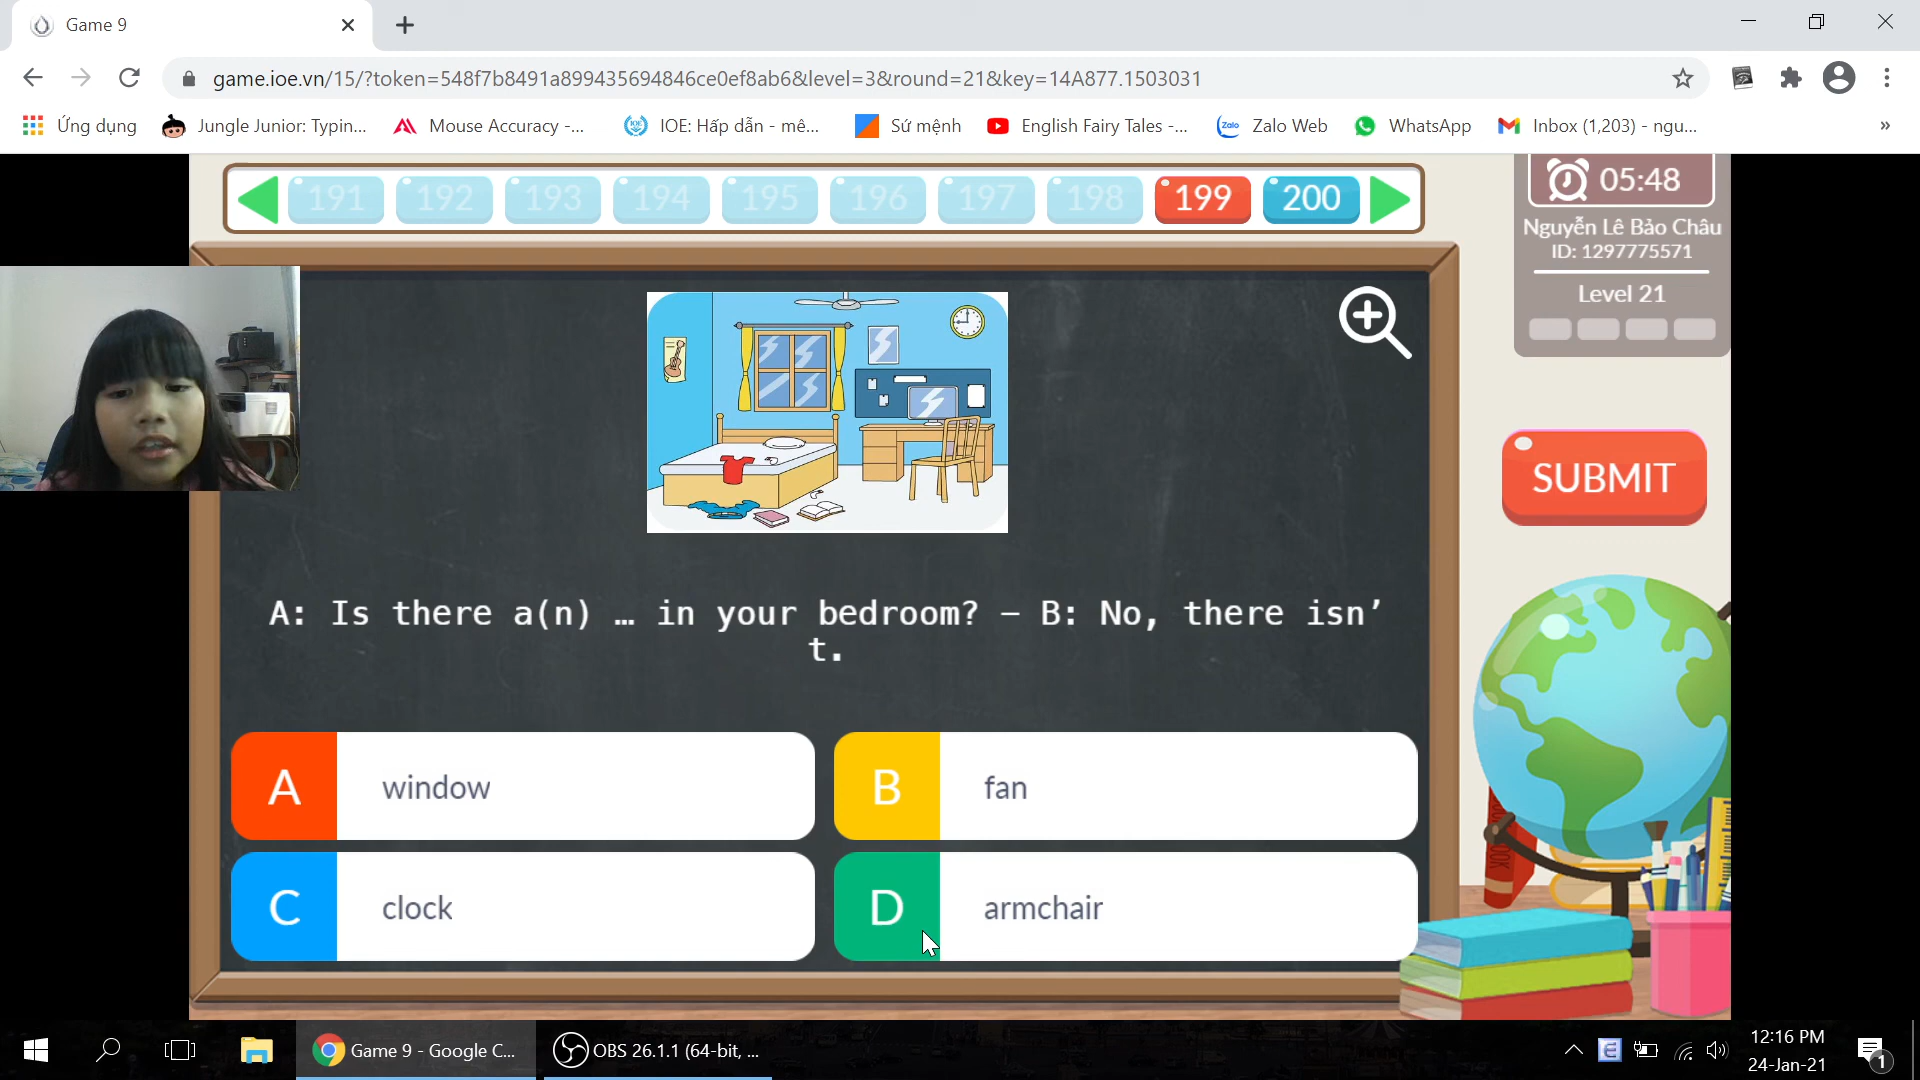 Game 9
game.ioe.vn/15/?token=548f7b8491a899435694846ce0ef8ab6&level=3&round=21&key=14A877.1503031
Ứng dụng Jungle Junior: Typin... Mouse Accuracy -... IOE: Hấp dẫn - mê... Sứ mệnh English Fairy Tales -... Zalo Zalo Web WhatsApp Inbox (1,203) - ngu... »
191 192 193 194 195 196 197 198 199 200
05:48
Nguyễn Lê Bảo Châu
ID: 1297775571
Level 21
SUBMIT
A: Is there a(n) … in your bedroom? – B: No, there isn’
t.
A window
B fan
C clock
D armchair
Game 9 - Google C...
OBS 26.1.1 (64-bit, ...
12:16 PM
24-Jan-21
1